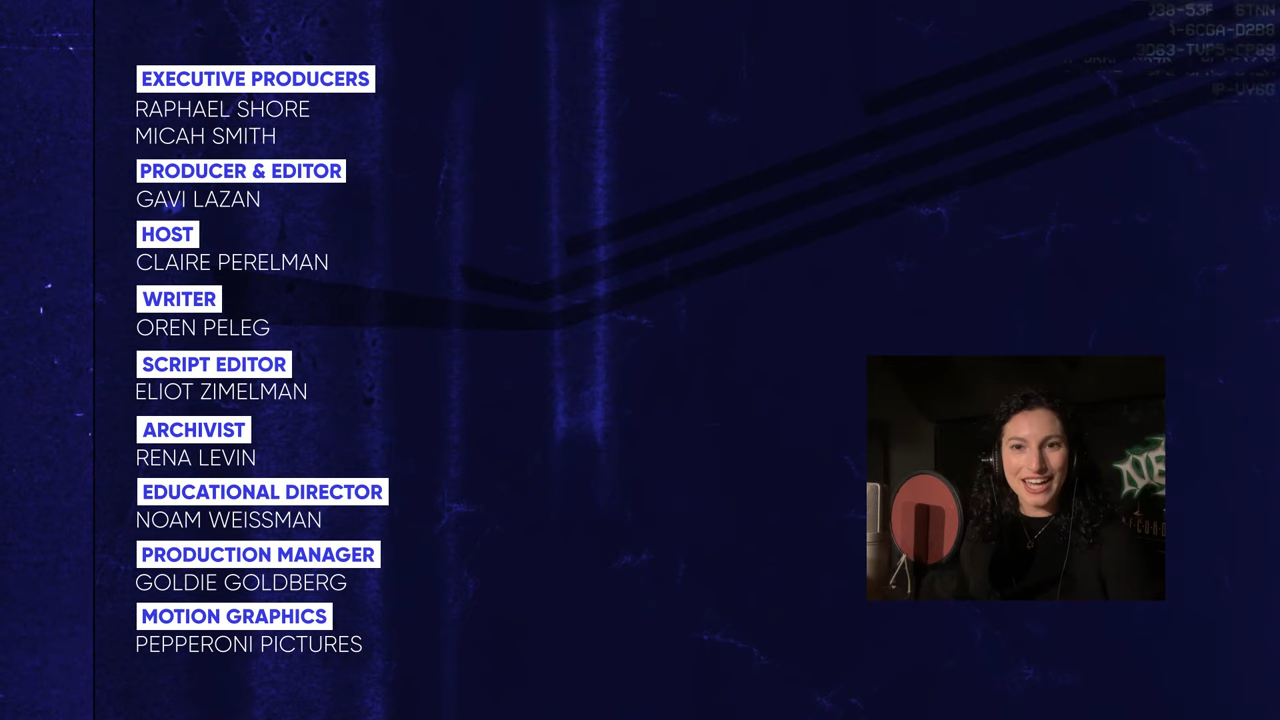 EXECUTIVE PRODUCERS
RAPHAEL SHORE
MICAH SMITH
PRODUCER & EDITOR
GAVI LAZAN
HOST
CLAIRE PERELMAN
WRITER
OREN PELEG
SCRIPT EDITOR
ELIOT ZIMELMAN
ARCHIVIST
RENA LEVIN
EDUCATIONAL DIRECTOR
NOAM WEISSMAN
PRODUCTION MANAGER
GOLDIE GOLDBERG
MOTION GRAPHICS
PEPPERONI PICTURES